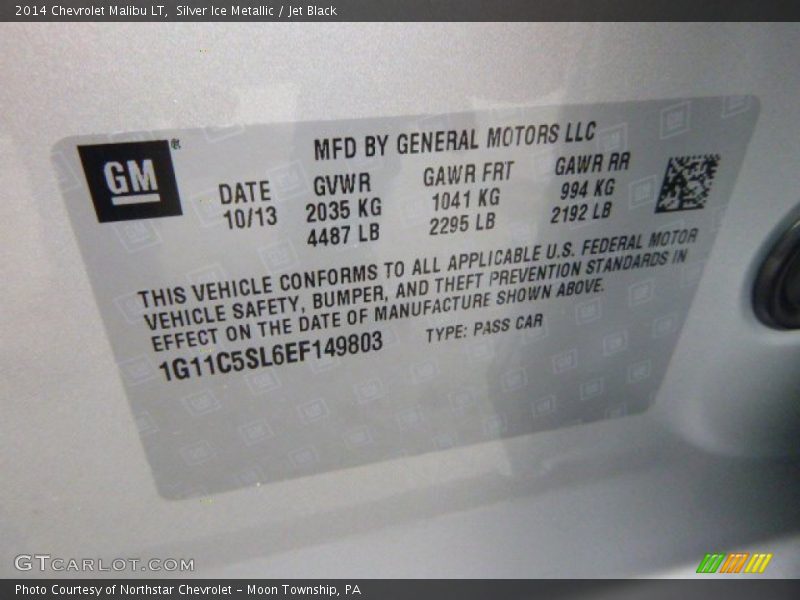 2014 Chevrolet Malibu LT, Silver Ice Metallic / Jet Black
GM®
MFD BY GENERAL MOTORS LLC
DATE GVWR GAWR FRT GAWR RR
10/13 2035 KG 1041 KG 994 KG
4487 LB 2295 LB 2192 LB
THIS VEHICLE CONFORMS TO ALL APPLICABLE U.S. FEDERAL MOTOR
VEHICLE SAFETY, BUMPER, AND THEFT PREVENTION STANDARDS IN
EFFECT ON THE DATE OF MANUFACTURE SHOWN ABOVE.
1G11C5SL6EF149803 TYPE: PASS CAR
GTCARLOT.COM
Photo Courtesy of Northstar Chevrolet - Moon Township, PA